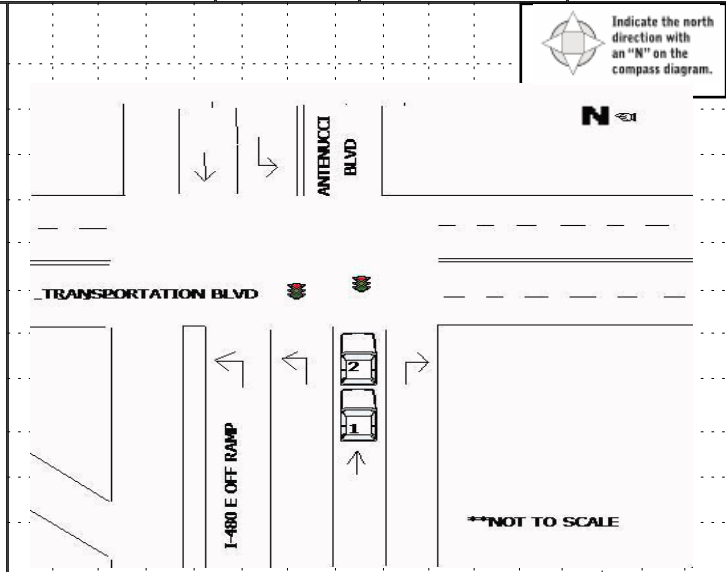 Indicate the north
direction with
an "N" on the
compass diagram.
N
ANTENUCCI
BLVD
TRANSPORTATION BLVD
2
1
I-480 E OFF RAMP
**NOT TO SCALE